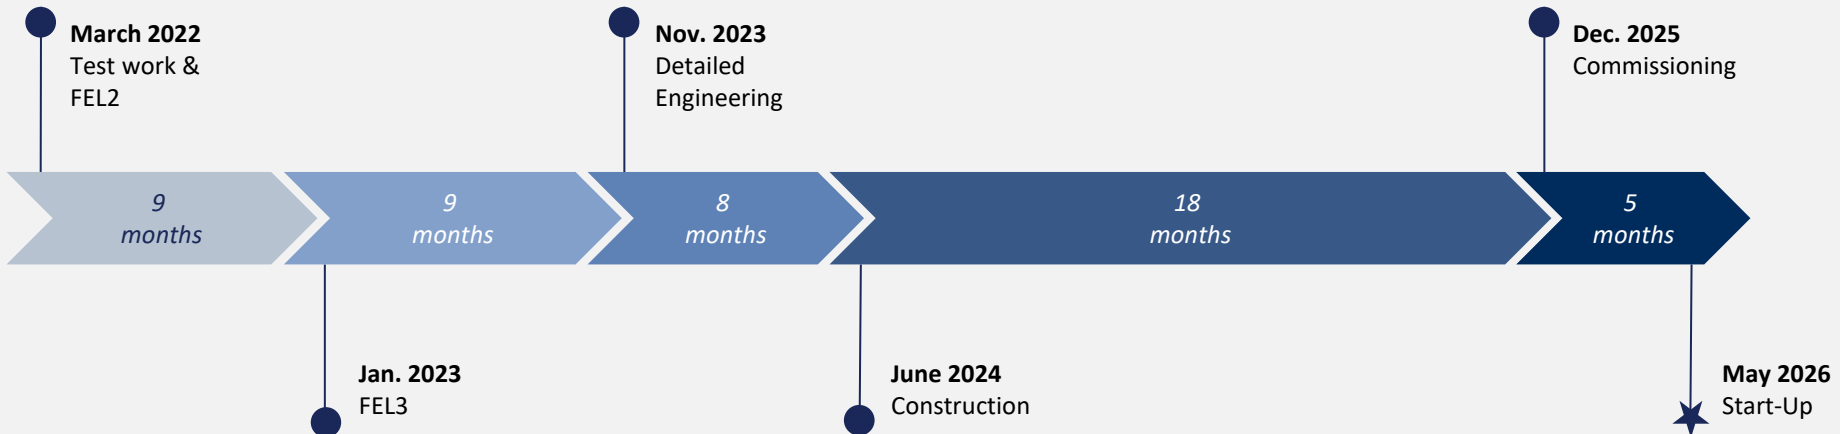 March 2022
Test work &
FEL2
Nov. 2023
Detailed
Engineering
Dec. 2025
Commissioning
9
months
9
months
8
months
18
months
5
months
Jan. 2023
FEL3
June 2024
Construction
May 2026
Start-Up